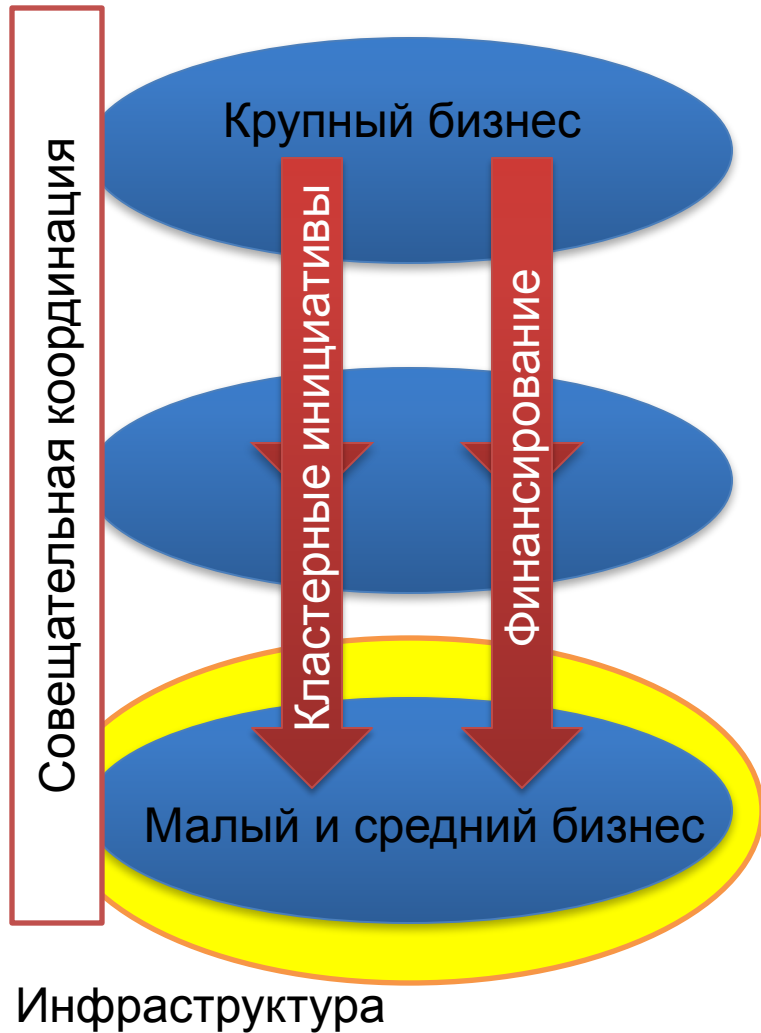 Совещательная координация
Крупный бизнес
Кластерные инициативы
Финансирование
Малый и средний бизнес
Инфраструктура